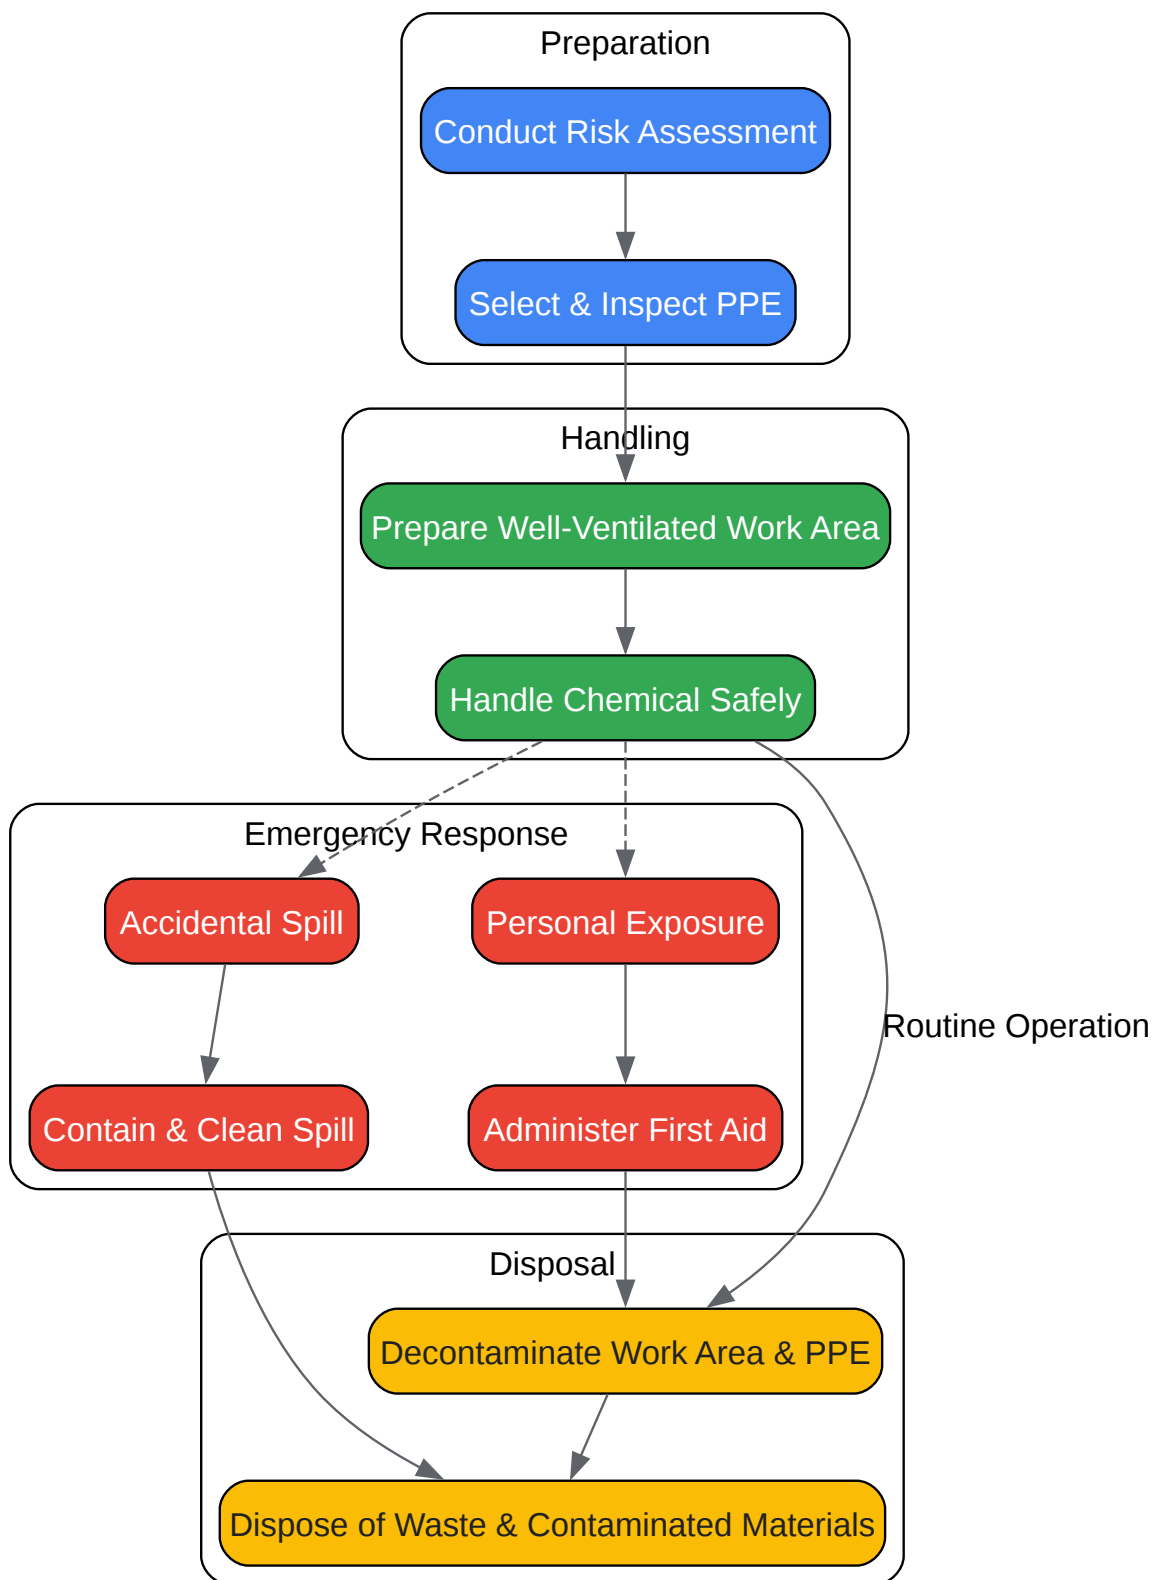 Preparation
Conduct Risk Assessment
Select & Inspect PPE
Handling
Prepare Well-Ventilated Work Area
Handle Chemical Safely
Emergency Response
Accidental Spill
Personal Exposure
Routine Operation
Contain & Clean Spill
Administer First Aid
Disposal
Decontaminate Work Area & PPE
Dispose of Waste & Contaminated Materials